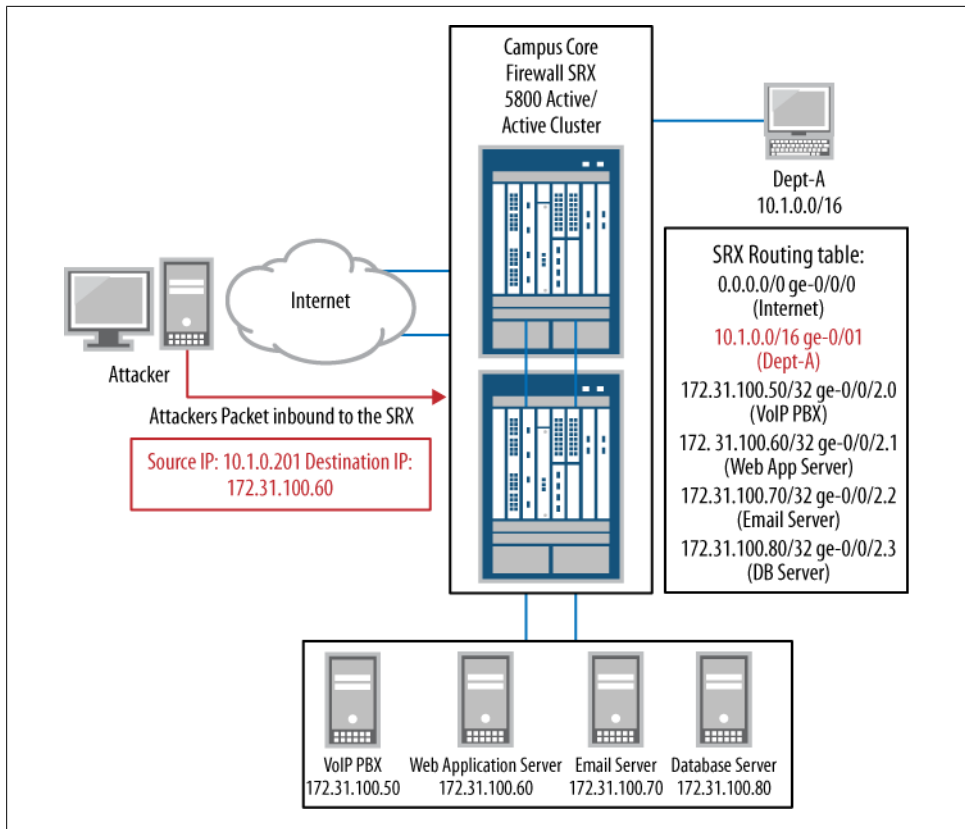 Campus Core
Firewall SRX
5800 Active/
Active Cluster
Dept-A
10.1.0.0/16
Internet
Attacker
Attackers Packet inbound to the SRX
Source IP: 10.1.0.201 Destination IP:
172.31.100.60
SRX Routing table:
0.0.0.0/0 ge-0/0/0
(Internet)
10.1.0.0/16 ge-0/01
(Dept-A)
172.31.100.50/32 ge-0/0/2.0
(VoIP PBX)
172. 31.100.60/32 ge-0/0/2.1
(Web App Server)
172.31.100.70/32 ge-0/0/2.2
(Email Server)
172.31.100.80/32 ge-0/0/2.3
(DB Server)
VoIP PBX
172.31.100.50
Web Application Server
172.31.100.60
Email Server
172.31.100.70
Database Server
172.31.100.80